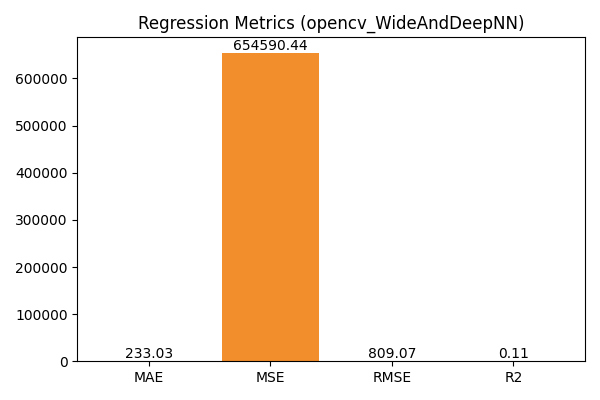 Regression Metrics (opencv_WideAndDeepNN)
654590.44
600000
500000
400000
300000
200000
100000
0
233.03
809.07
0.11
MAE
MSE
RMSE
R2